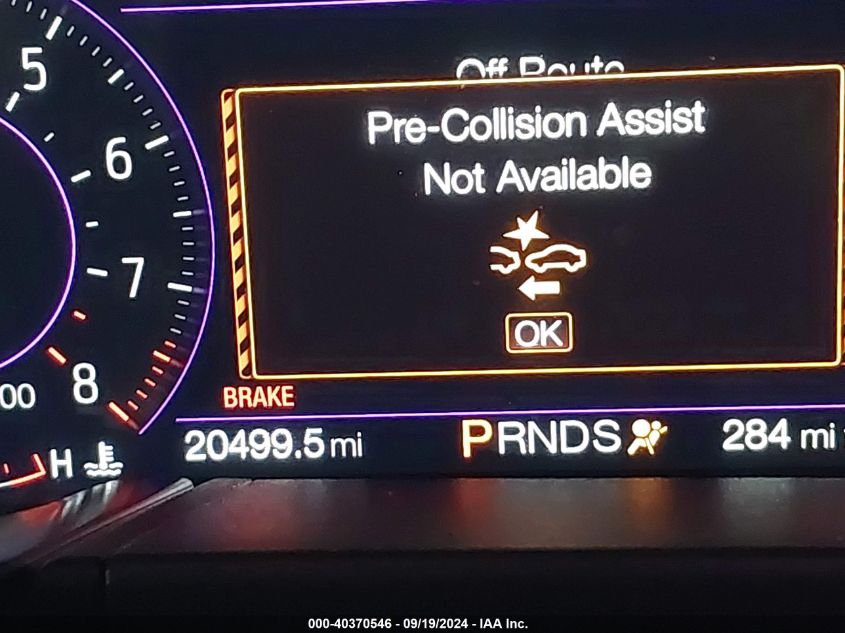 Off Route
Pre-Collision Assist
Not Available
OK
5
6
7
8
00
BRAKE
H
20499.5 mi
PRNDS
284 mi
000-40370546 - 09/19/2024 - IAA Inc.